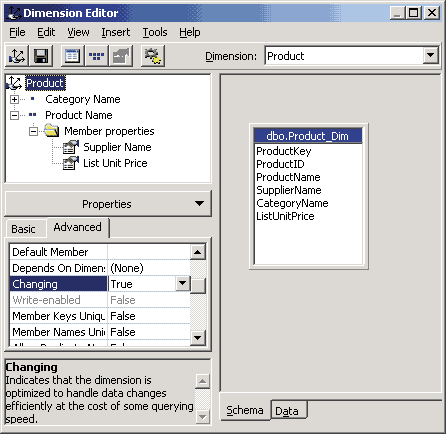 Dimension Editor
File Edit View Insert Tools Help
Dimension: Product
Product
Category Name
Product Name
Member properties
Supplier Name
List Unit Price
Properties
Basic Advanced
Default Member
Depends On Dimens (None)
Changing True
Write-enabled False
Member Keys Uniqu False
Member Names Uni False
Changing
Indicates that the dimension is
optimized to handle data changes
efficiently at the cost of some querying
speed.
dbo.Product_Dim
ProductKey
ProductID
ProductName
SupplierName
CategoryName
ListUnitPrice
Schema Data